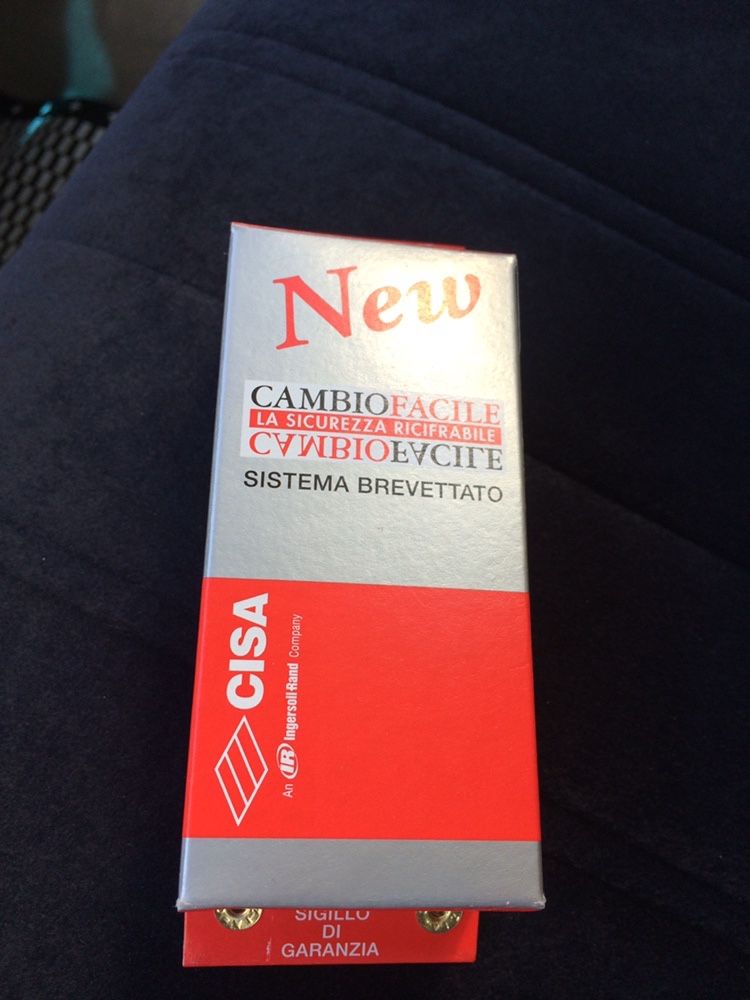 New
CAMBIOFACILE
LA SICUREZZA RICIFRABILE
CAMBIOFACILE
SISTEMA BREVETTATO
CISA
An IR Ingersoll Rand Company
SIGILLO
DI
GARANZIA